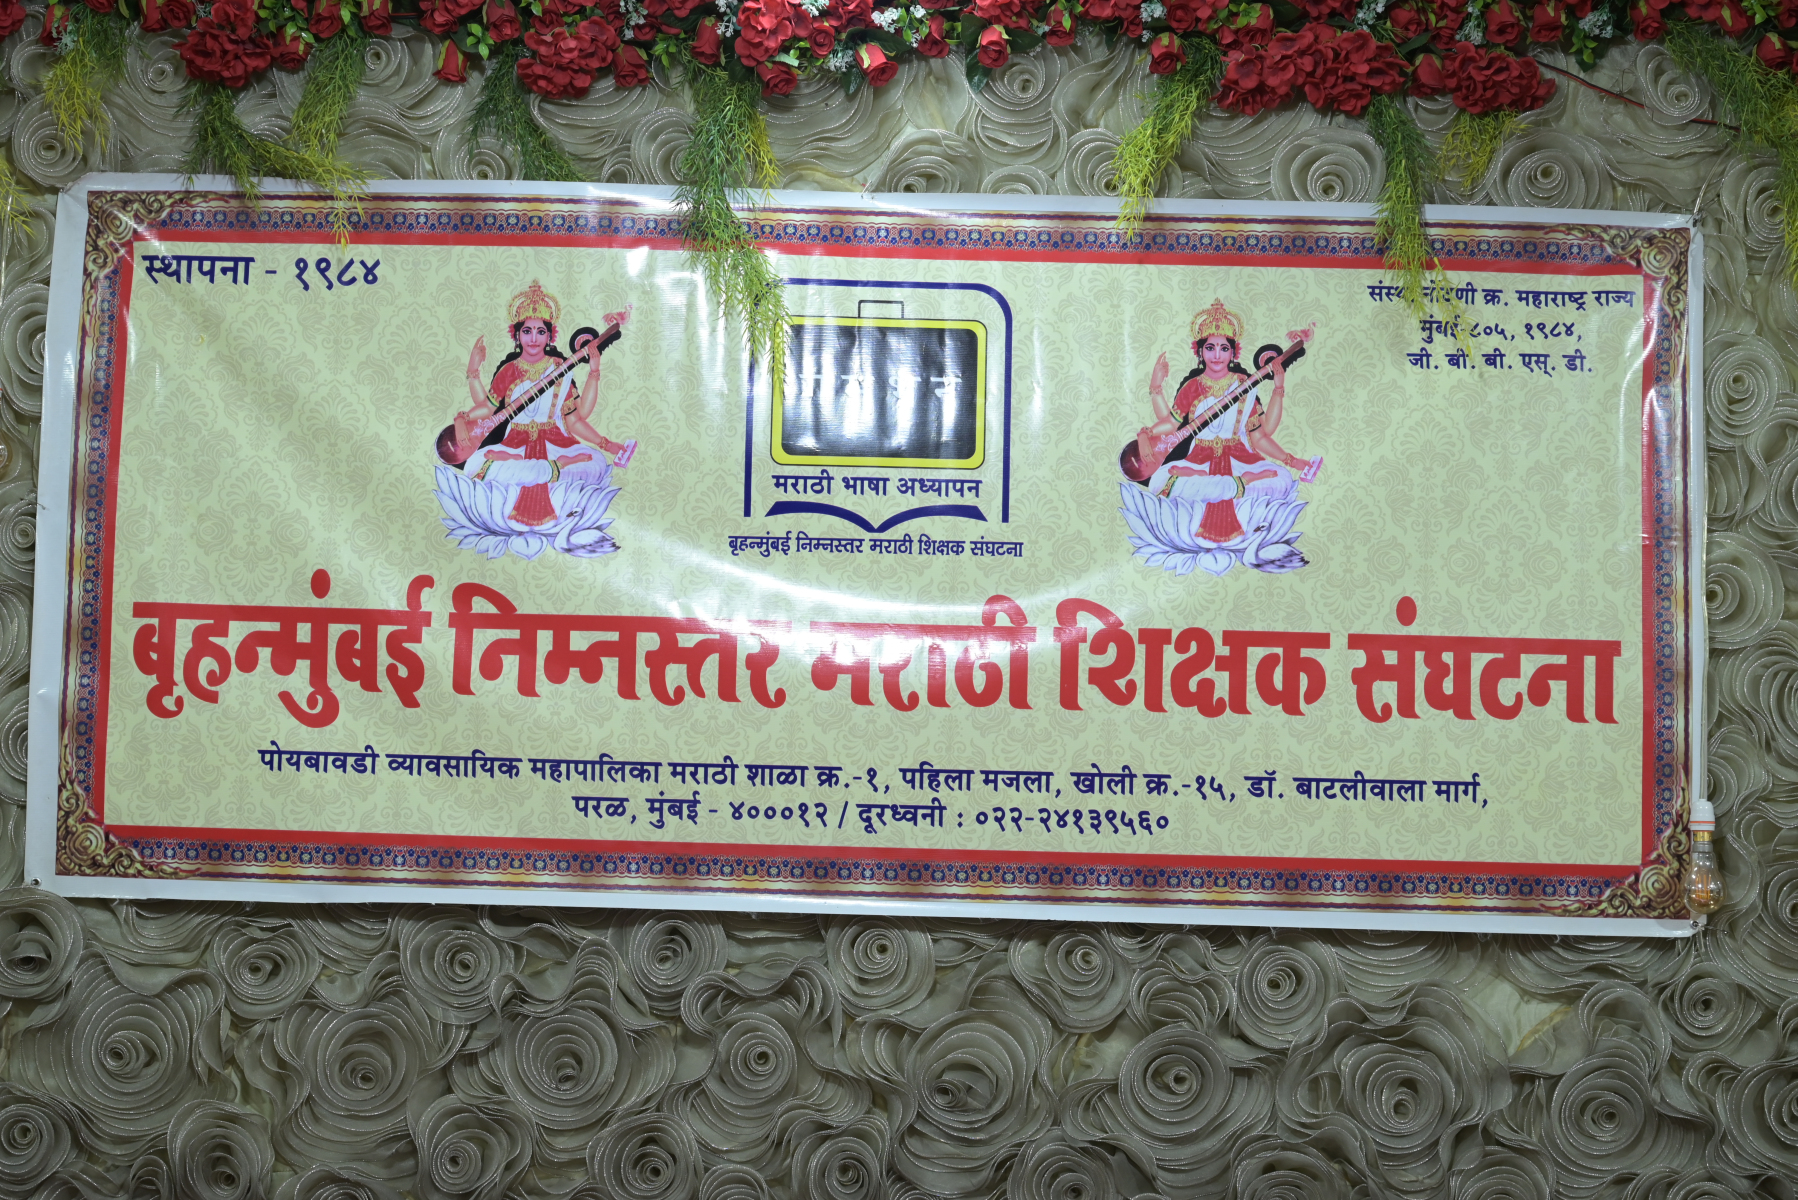 स्थापना - १९८४
नोंदणी क्र. महाराष्ट्र राज्य
मुंबई-८०५, १९८४,
जी. बी. बी. एस्. डी.
मराठी भाषा अध्यापन
बृहन्मुंबई निम्नस्तर मराठी शिक्षक संघटना
बृहन्मुंबई निम्नस्तर मराठी शिक्षक संघटना
पोयबावडी व्यावसायिक महापालिका मराठी शाळा क्र.-१, पहिला मजला, खोली क्र.-१५, डॉ. बाटलीवाला मार्ग,
परळ, मुंबई - ४०००१२ / दूरध्वनी : ०२२-२४१३९५६०